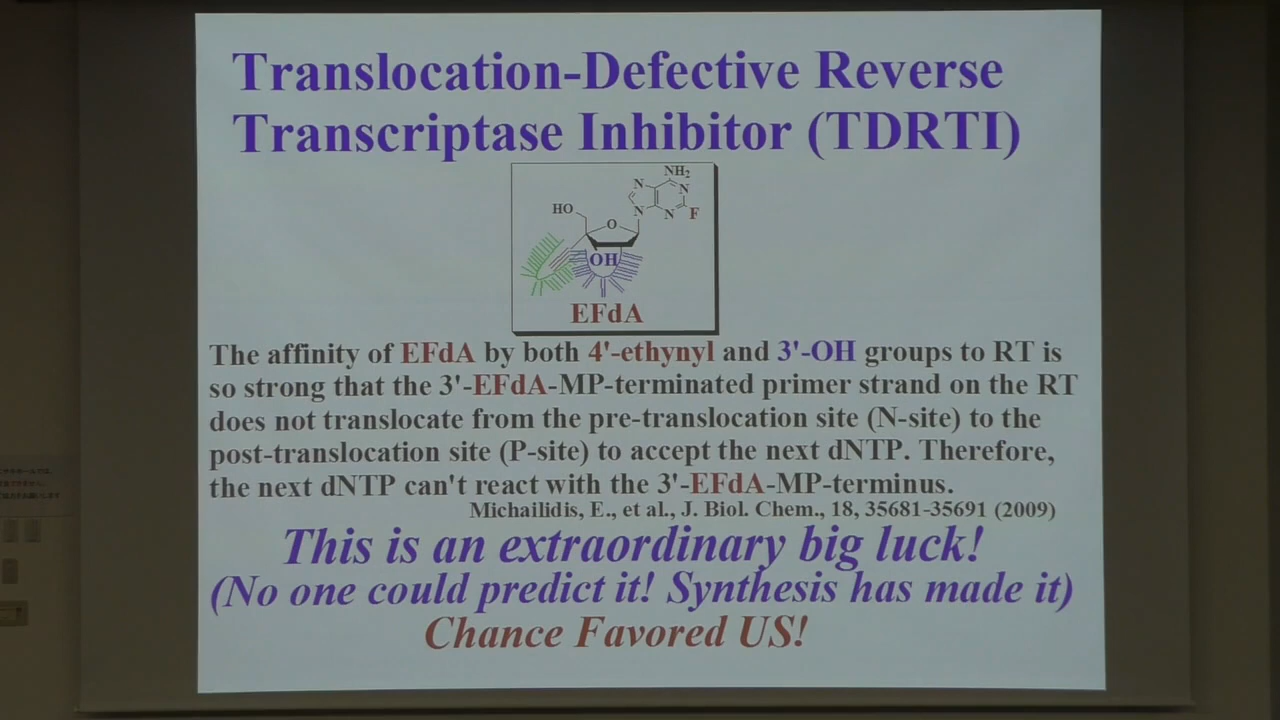 Translocation-Defective Reverse
Transcriptase Inhibitor (TDRTI)
NH2
N
N
HO
N
N
F
O
OH
EFdA
The affinity of EFdA by both 4'-ethynyl and 3'-OH groups to RT is
so strong that the 3'-EFdA-MP-terminated primer strand on the RT
does not translocate from the pre-translocation site (N-site) to the
post-translocation site (P-site) to accept the next dNTP. Therefore,
the next dNTP can't react with the 3'-EFdA-MP-terminus.
Michailidis, E., et al., J. Biol. Chem., 18, 35681-35691 (2009)
This is an extraordinary big luck!
(No one could predict it! Synthesis has made it)
Chance Favored US!